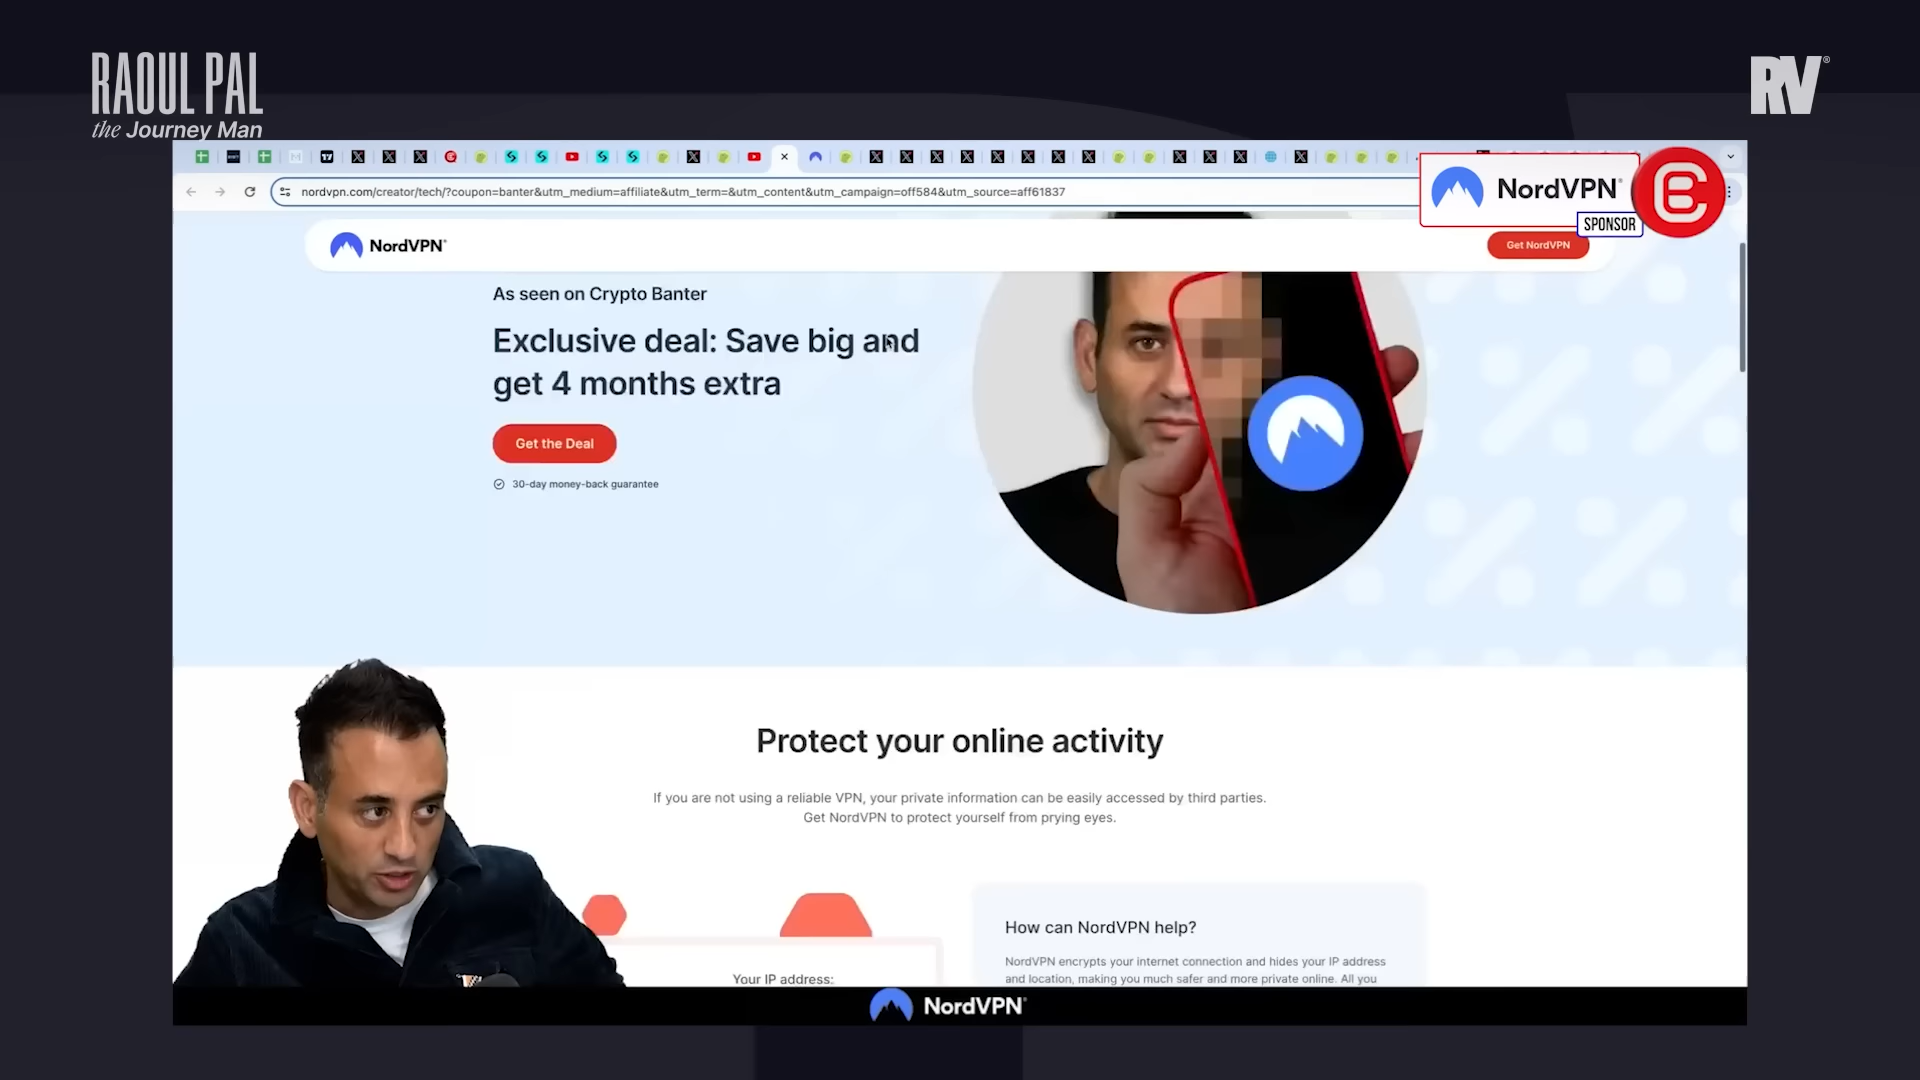 RAOUL PAL
the Journey Man
RV®
nordvpn.com/creator/tech/?coupon=banter&utm_medium=affiliate&utm_term=&utm_content&utm_campaign=off584&utm_source=aff61837
NordVPN®
SPONSOR
NordVPN®
Get NordVPN
As seen on Crypto Banter
Exclusive deal: Save big and
get 4 months extra
Get the Deal
30-day money-back guarantee
Protect your online activity
If you are not using a reliable VPN, your private information can be easily accessed by third parties.
Get NordVPN to protect yourself from prying eyes.
Your IP address:
How can NordVPN help?
NordVPN encrypts your internet connection and hides your IP address
and location, making you much safer and more private online. All you
NordVPN®